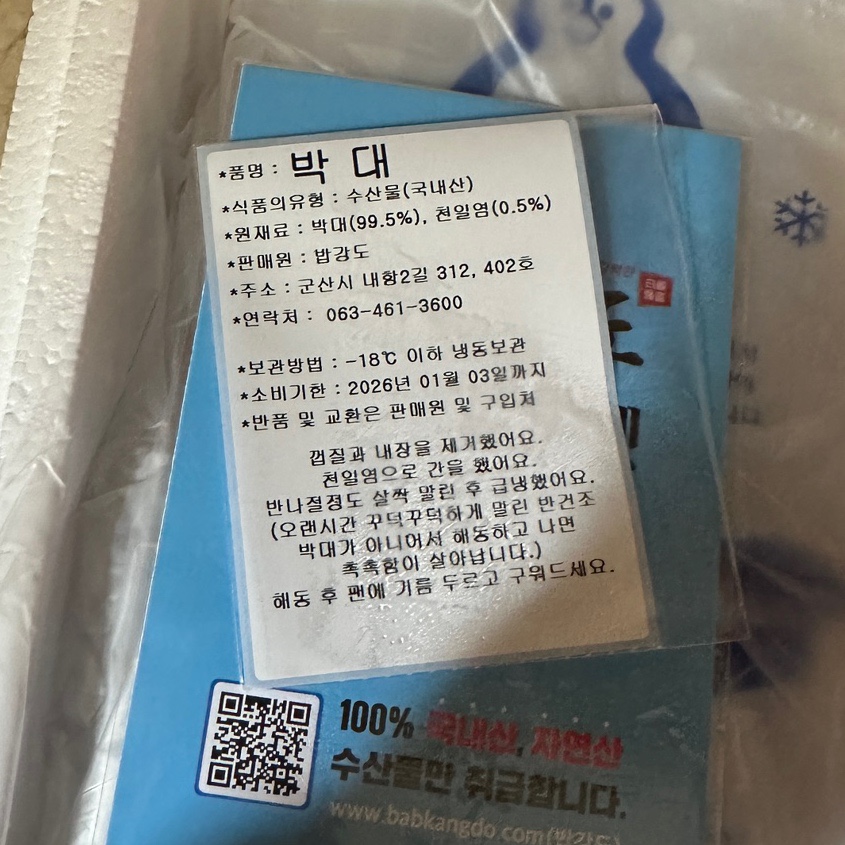 *품명 : 박 대
*식품의유형 : 수산물(국내산)
*원재료 : 박대(99.5%), 천일염(0.5%)
*판매원 : 밥강도
*주소 : 군산시 내항2길 312, 402호
*연락처 : 063-461-3600
*보관방법 : -18℃ 이하 냉동보관
*소비기한 : 2026년 01월 03일까지
*반품 및 교환은 판매원 및 구입처
껍질과 내장을 제거했어요.
천일염으로 간을 했어요.
반나절정도 살짝 말린 후 급냉했어요.
(오랜시간 꾸덕꾸덕하게 말린 반건조
박대가 아니어서 해동하고 나면
촉촉함이 살아납니다.)
해동 후 팬에 기름 두르고 구워드세요.
100% 국내산, 자연산
수산물만 취급합니다.
www.babkangdo.com(밥강도)